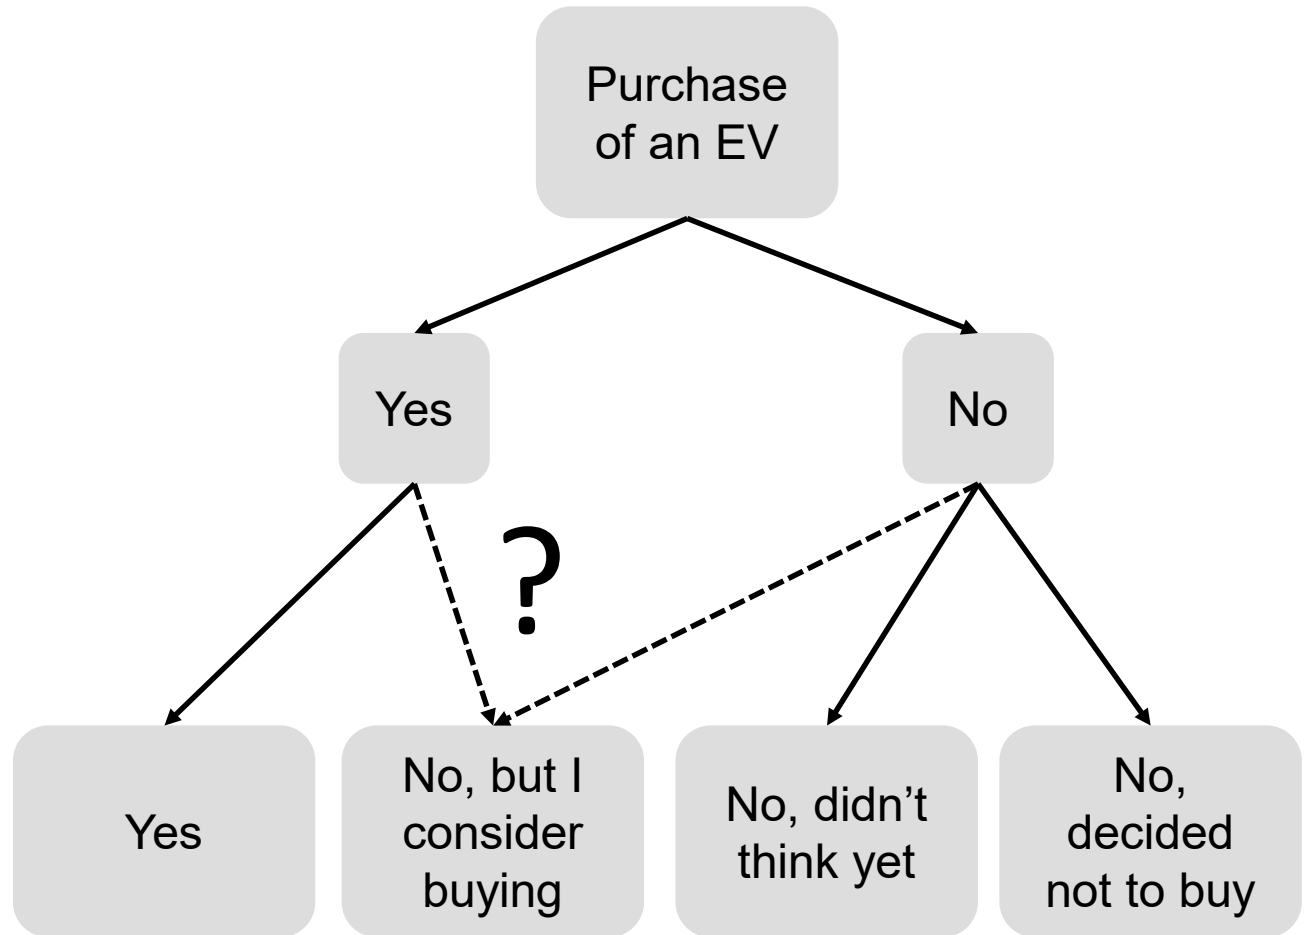 Purchase
of an EV
Yes
No
?
Yes
No, but I
consider
buying
No, didn’t
think yet
No,
decided
not to buy